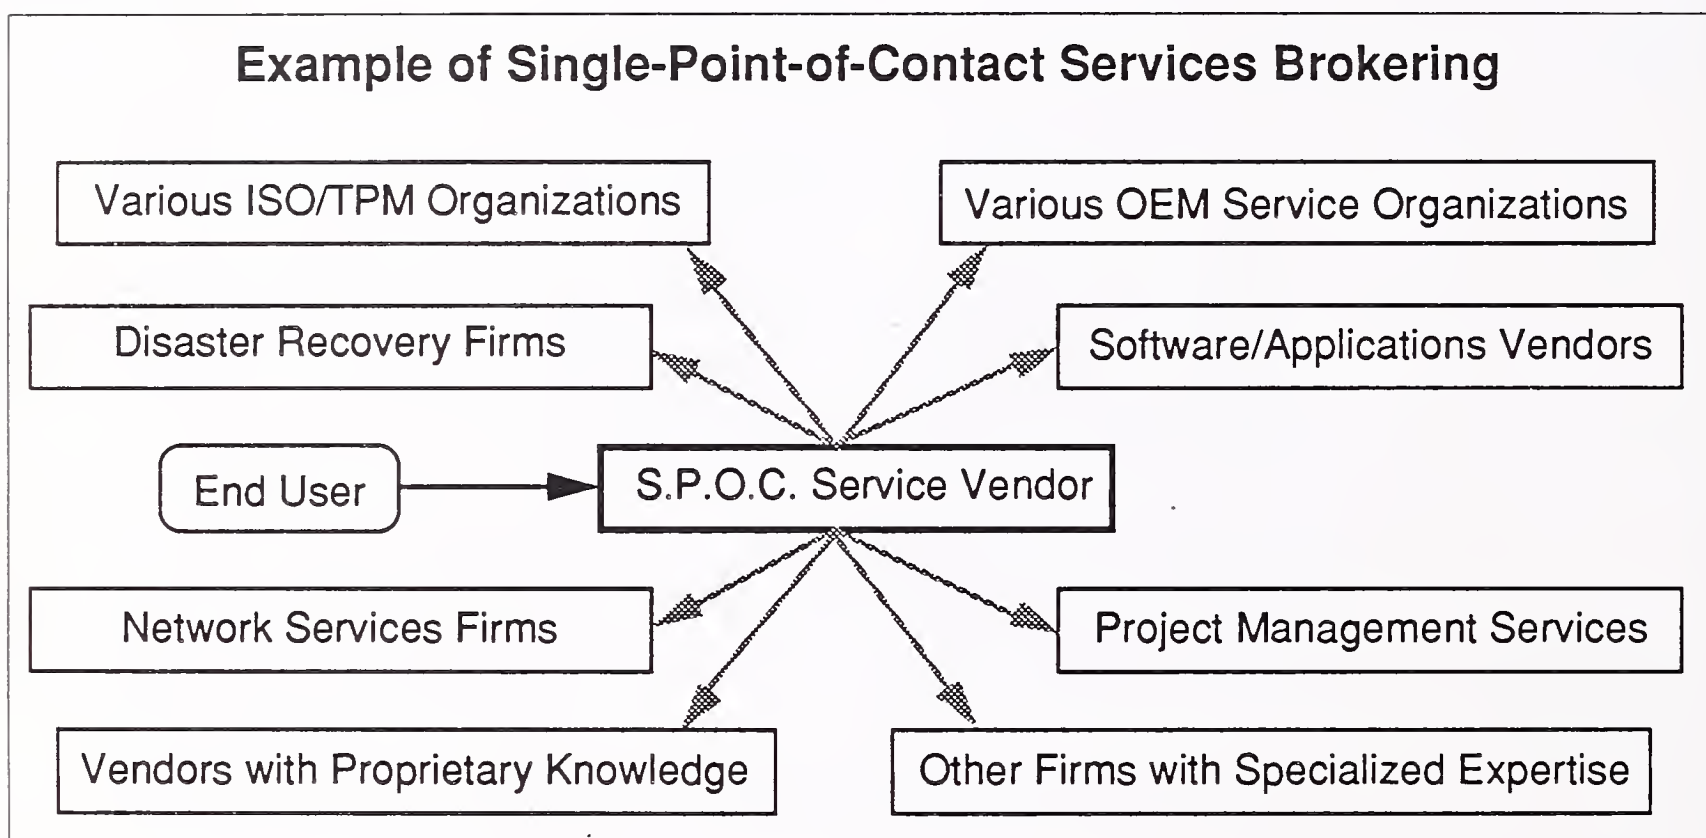 Example of Single-Point-of-Contact Services Brokering
Various ISO/TPM Organizations
Various OEM Service Organizations
Disaster Recovery Firms
Software/Applications Vendors
End User
S.P.O.C. Service Vendor
Network Services Firms
Project Management Services
Vendors with Proprietary Knowledge
Other Firms with Specialized Expertise